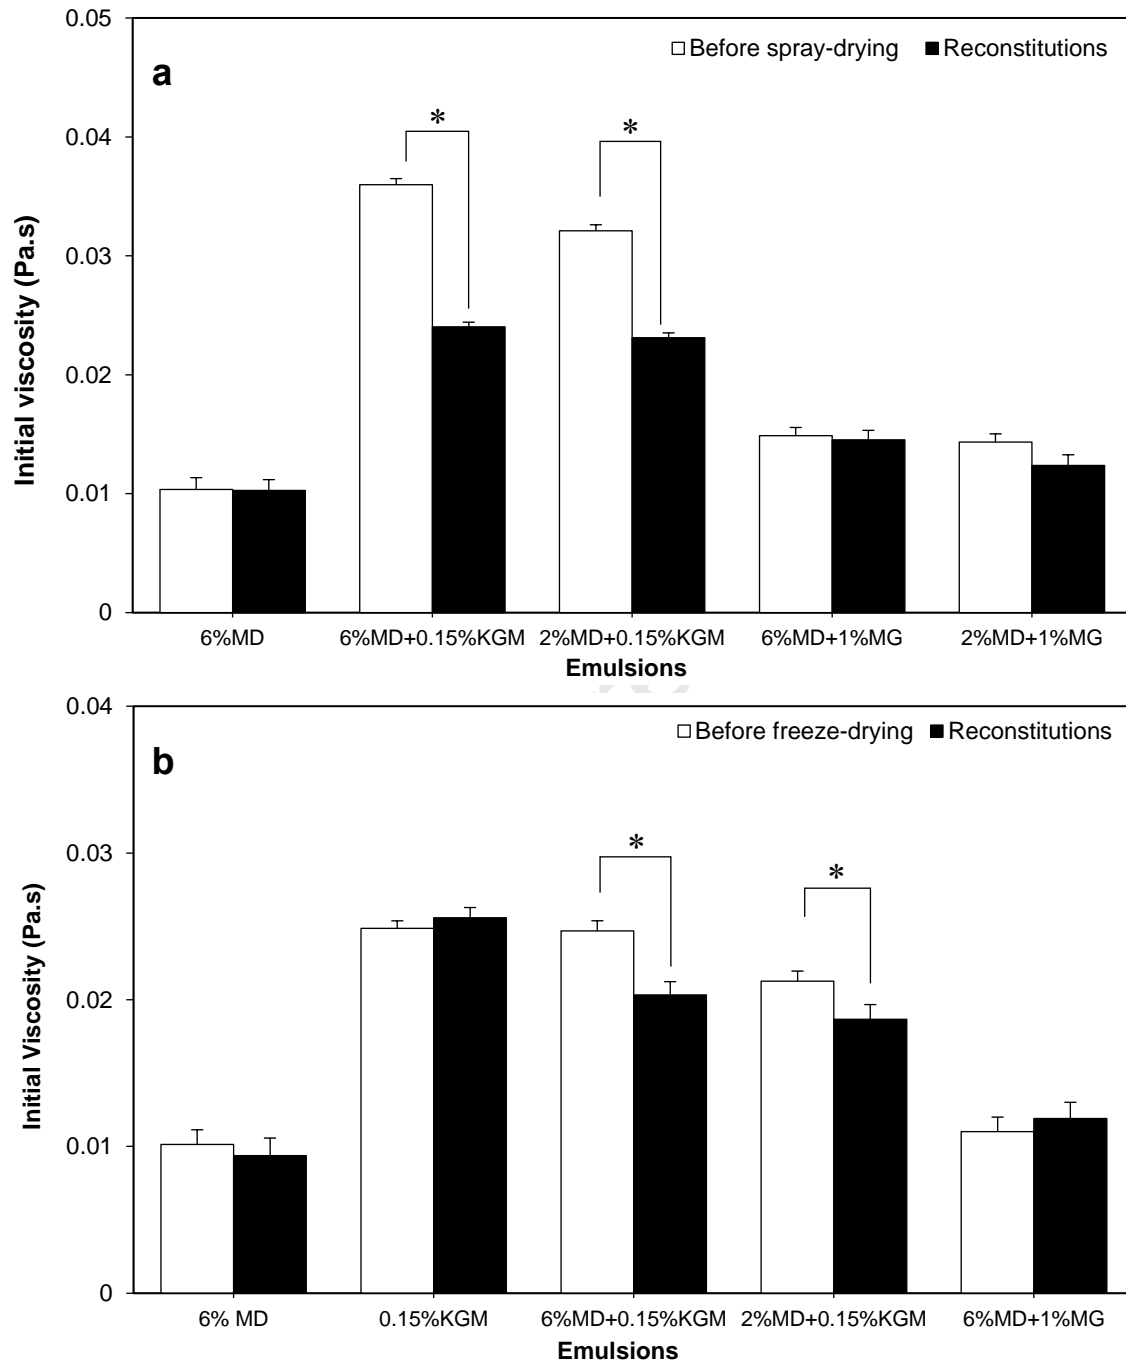 0.05
Before spray-drying Reconstitutions
a
*
*
0.04
0.03
0.02
0.01
0
Initial viscosity (Pa.s)
6%MD 6%MD+0.15%KGM 2%MD+0.15%KGM 6%MD+1%MG 2%MD+1%MG
Emulsions
0.04
Before freeze-drying Reconstitutions
b
*
*
0.03
0.02
0.01
0
Initial Viscosity (Pa.s)
6% MD 0.15%KGM 6%MD+0.15%KGM 2%MD+0.15%KGM 6%MD+1%MG
Emulsions